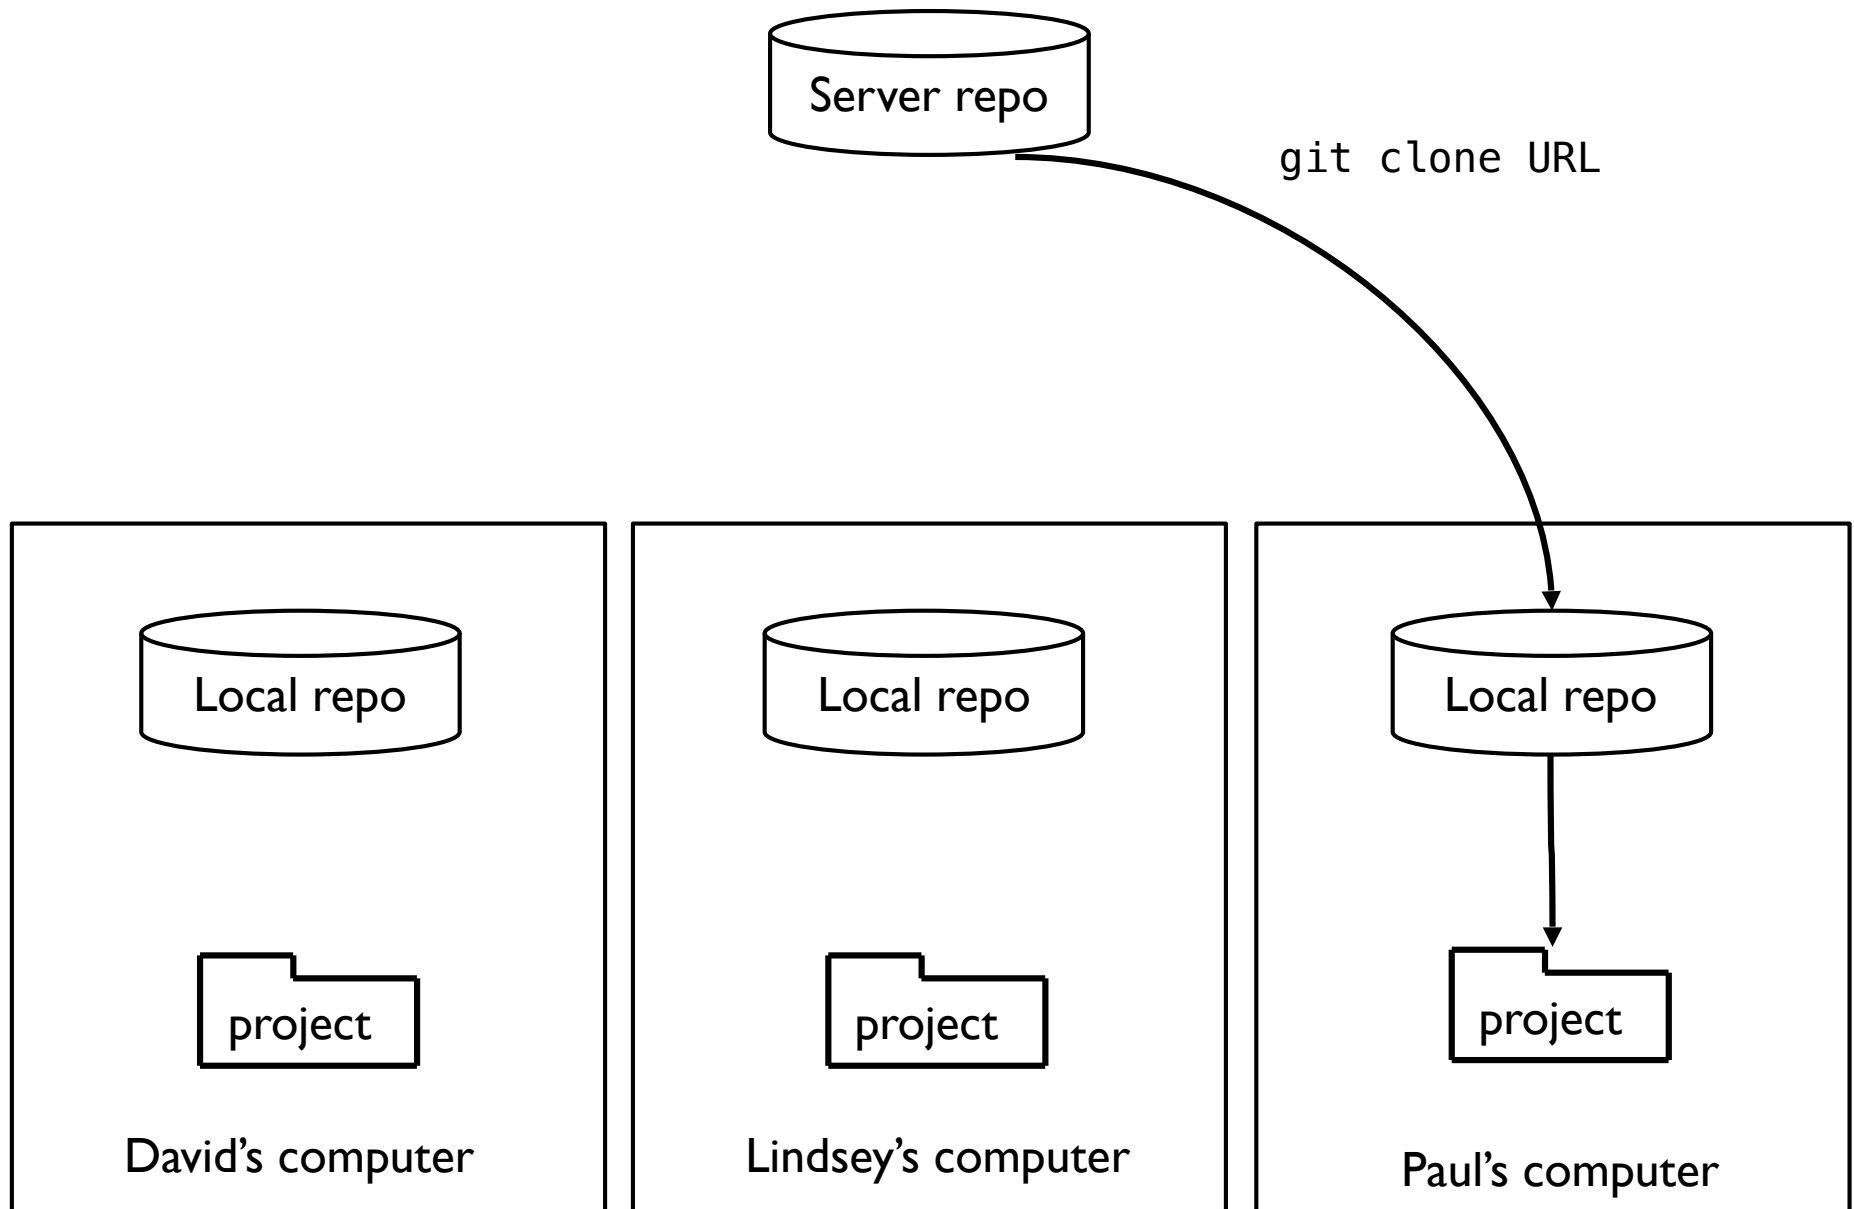 Server repo
git clone URL
Local repo
Local repo
Local repo
project
project
project
David’s computer
Lindsey’s computer
Paul’s computer